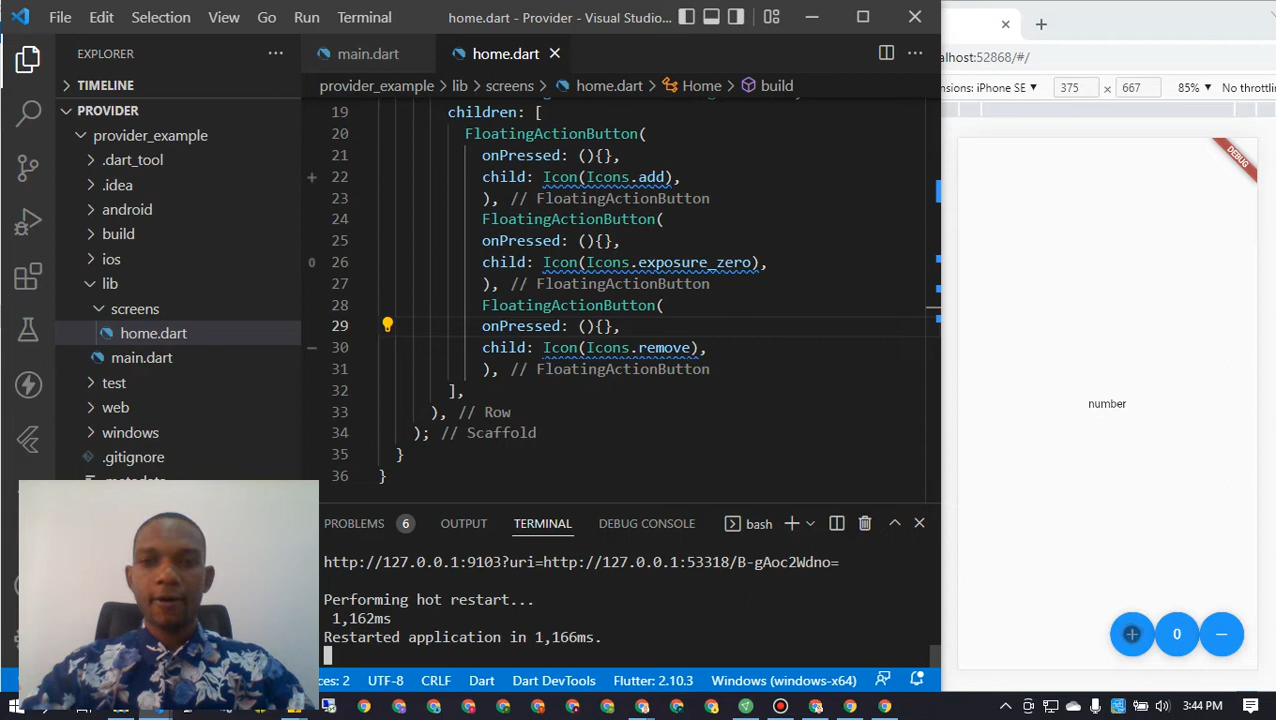 File Edit Selection View Go Run Terminal home.dart - Provider - Visual Studio...
EXPLORER
TIMELINE
PROVIDER
provider_example
.dart_tool
.idea
android
build
ios
lib
screens
home.dart
main.dart
test
web
windows
.gitignore
main.dart home.dart
provider_example > lib > screens > home.dart > Home > build
19 children: [
20 FloatingActionButton(
21 onPressed: (){},
22 child: Icon(Icons.add),
23 ), // FloatingActionButton
24 FloatingActionButton(
25 onPressed: (){},
26 child: Icon(Icons.exposure_zero),
27 ), // FloatingActionButton
28 FloatingActionButton(
29 onPressed: (){},
30 child: Icon(Icons.remove),
31 ), // FloatingActionButton
32 ],
33 ), // Row
34 ); // Scaffold
35 }
36 }
PROBLEMS 6 OUTPUT TERMINAL DEBUG CONSOLE bash
http://127.0.0.1:9103?uri=http://127.0.0.1:53318/B-gAoc2Wdno=
Performing hot restart...
1,162ms
Restarted application in 1,166ms.
ces: 2 UTF-8 CRLF Dart Dart DevTools Flutter: 2.10.3 Windows (windows-x64)
alhost:52868/#/
nsions: iPhone SE 375 × 667 85% No throttlin
DEBUG
number
0
3:44 PM